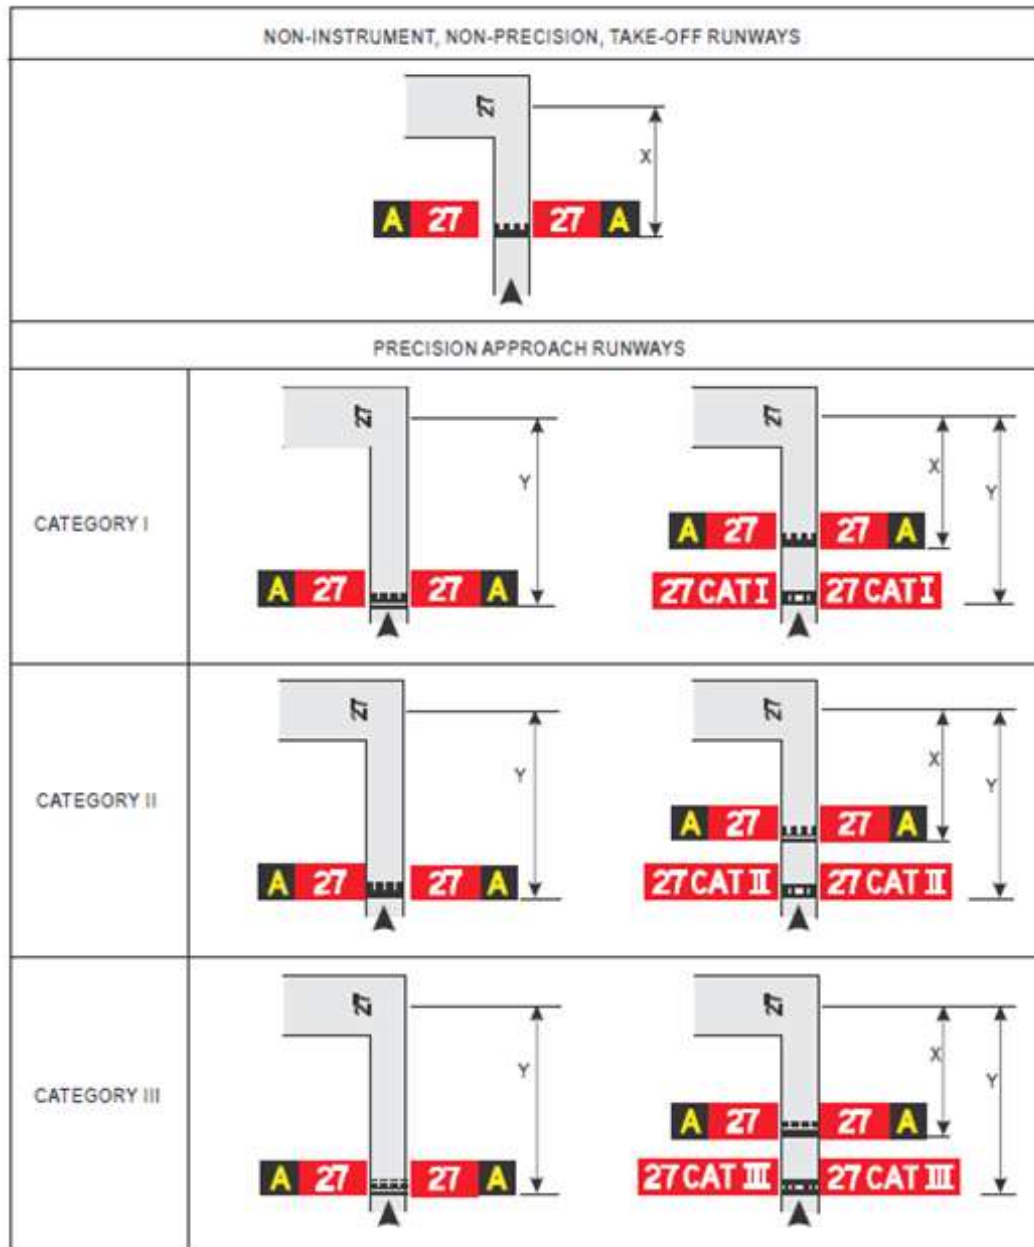 NON-INSTRUMENT, NON-PRECISION, TAKE-OFF RUNWAYS
27
X
A 27 27 A
PRECISION APPROACH RUNWAYS
CATEGORY I
27
Y
A 27 27 A
27
X
Y
A 27 27 A
27 CAT I 27 CAT I
CATEGORY II
27
Y
A 27 27 A
27
X
Y
A 27 27 A
27 CAT II 27 CAT II
CATEGORY III
27
Y
A 27 27 A
27
X
Y
A 27 27 A
27 CAT III 27 CAT III